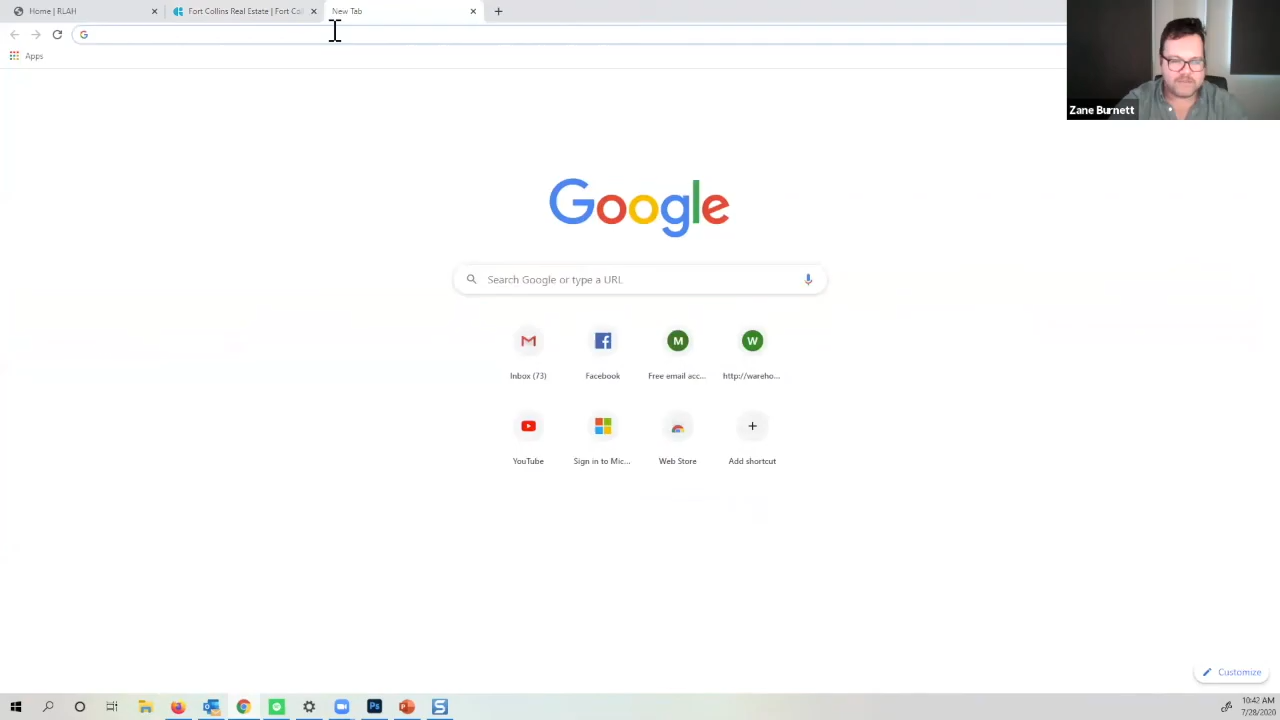 Home | RLAH
Fort Collins Real Estate | Fort Col
New Tab
Apps
Zane Burnett
Google
Search Google or type a URL
Inbox (73)
Facebook
M
Free email acc...
W
http://wareho...
YouTube
Sign in to Mic...
Web Store
Add shortcut
Customize
10:42 AM
7/28/2020